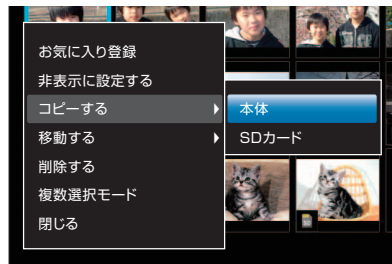 お気に入り登録
非表示に設定する
コピーする
本体
移動する
SDカード
削除する
複数選択モード
閉じる